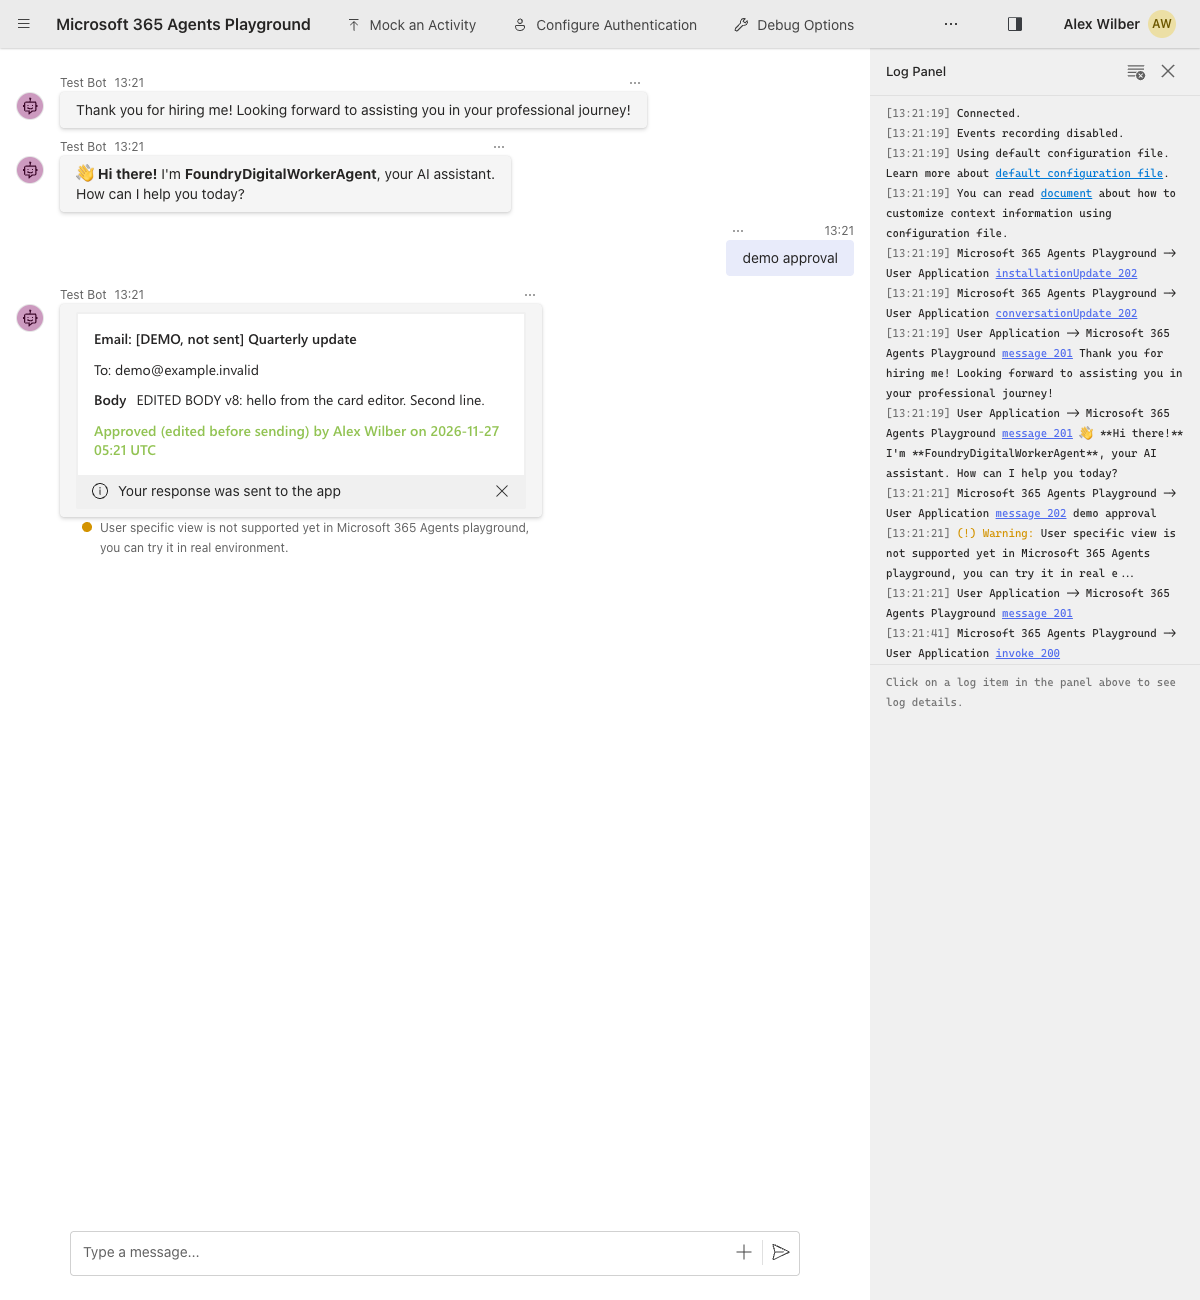 Microsoft 365 Agents Playground
Mock an Activity
Configure Authentication
Debug Options
...
Alex Wilber
AW
Test Bot 13:21
...
Thank you for hiring me! Looking forward to assisting you in your professional journey!
Test Bot 13:21
...
👋 Hi there! I'm FoundryDigitalWorkerAgent, your AI assistant.
How can I help you today?
... 13:21
demo approval
Test Bot 13:21
...
Email: [DEMO, not sent] Quarterly update
To: demo@example.invalid
Body EDITED BODY v8: hello from the card editor. Second line.
Approved (edited before sending) by Alex Wilber on 2026-11-27
05:21 UTC
Your response was sent to the app
User specific view is not supported yet in Microsoft 365 Agents playground,
you can try it in real environment.
Type a message...
Log Panel
[13:21:19] Connected.
[13:21:19] Events recording disabled.
[13:21:19] Using default configuration file.
Learn more about default configuration file.
[13:21:19] You can read document about how to
customize context information using
configuration file.
[13:21:19] Microsoft 365 Agents Playground →
User Application installationUpdate 202
[13:21:19] Microsoft 365 Agents Playground →
User Application conversationUpdate 202
[13:21:19] User Application → Microsoft 365
Agents Playground message 201 Thank you for
hiring me! Looking forward to assisting you in
your professional journey!
[13:21:19] User Application → Microsoft 365
Agents Playground message 201 👋 **Hi there!**
I'm **FoundryDigitalWorkerAgent**, your AI
assistant. How can I help you today?
[13:21:21] Microsoft 365 Agents Playground →
User Application message 202 demo approval
[13:21:21] (!) Warning: User specific view is
not supported yet in Microsoft 365 Agents
playground, you can try it in real e...
[13:21:21] User Application → Microsoft 365
Agents Playground message 201
[13:21:41] Microsoft 365 Agents Playground →
User Application invoke 200
Click on a log item in the panel above to see
log details.